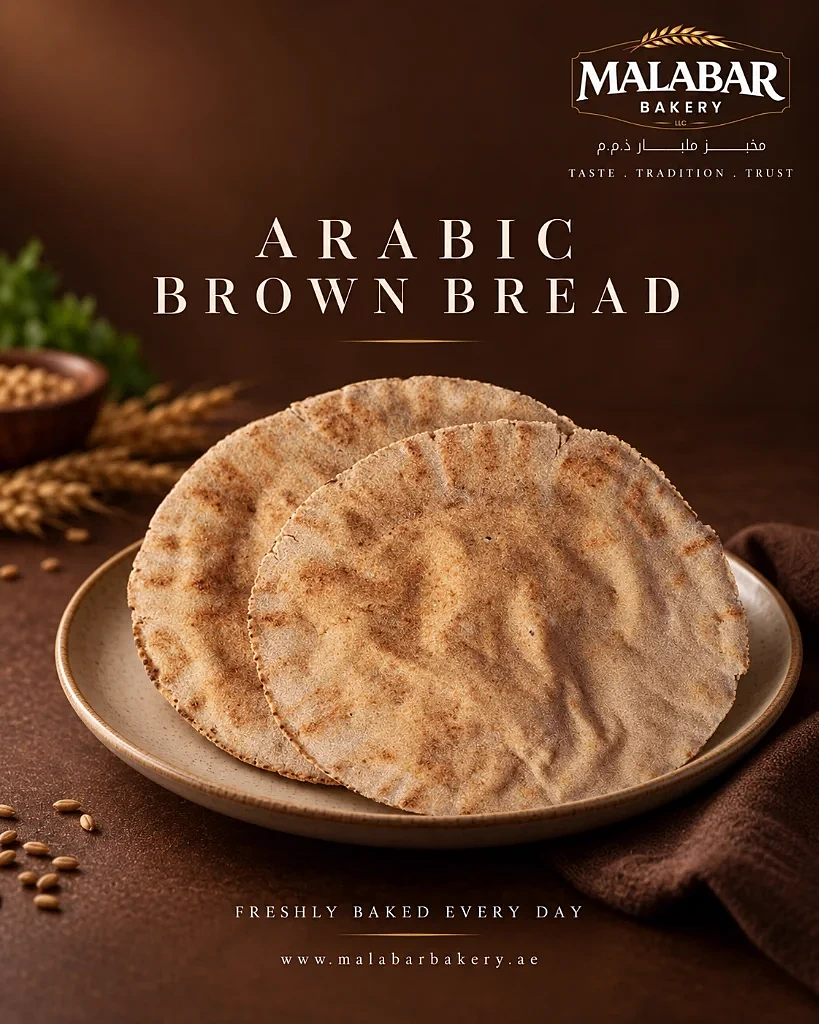 MALABAR
BAKERY
LLC
مخبز ملبار ذ.م.م
TASTE . TRADITION . TRUST
ARABIC
BROWN BREAD
FRESHLY BAKED EVERY DAY
www.malabarbakery.ae